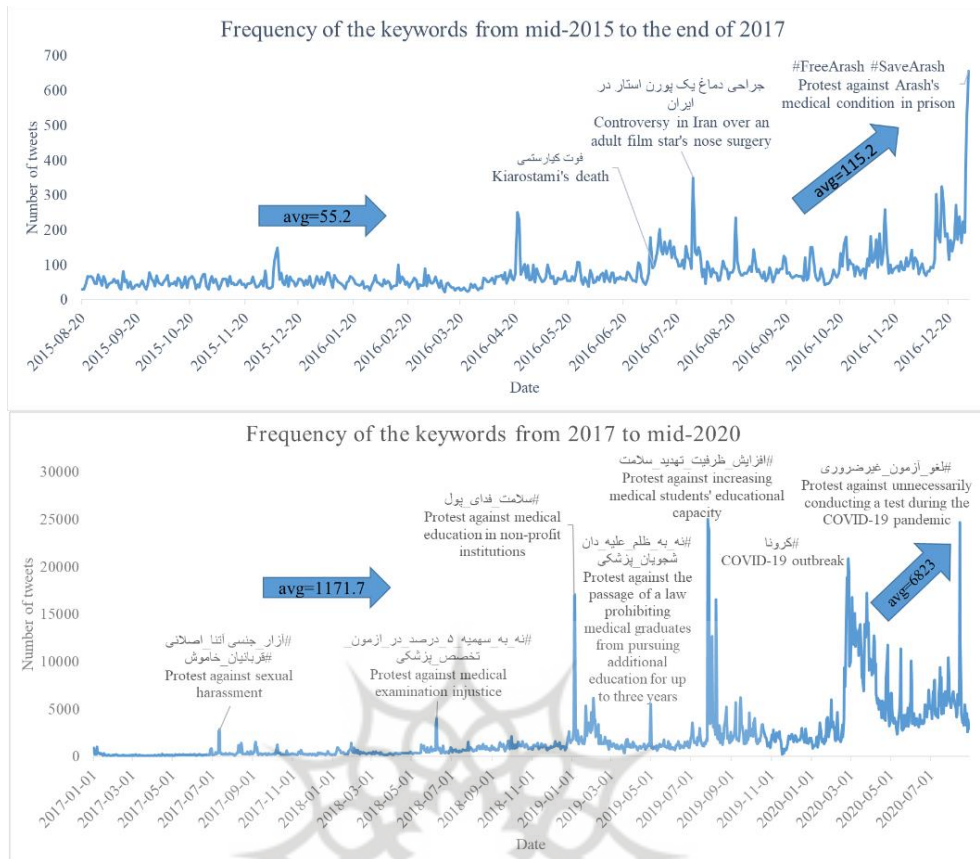 Frequency of the keywords from mid-2015 to the end of 2017
Number of tweets
700
600
500
400
300
200
100
0
avg=55.2
فوت کیارستمی
Kiarostami's death
جراحی دماغ یک پورن استار در
ایران
Controversy in Iran over an
adult film star's nose surgery
#FreeArash #SaveArash
Protest against Arash's
medical condition in prison
avg=115.2
2015-08-20
2015-09-20
2015-10-20
2015-11-20
2015-12-20
2016-01-20
2016-02-20
2016-03-20
2016-04-20
2016-05-20
2016-06-20
2016-07-20
2016-08-20
2016-09-20
2016-10-20
2016-11-20
2016-12-20
Date
Frequency of the keywords from 2017 to mid-2020
Number of tweets
30000
25000
20000
15000
10000
5000
0
avg=1171.7
#آزار_جنسی آتنا_اصلانی
#قربانیان_خاموش
Protest against sexual
harassment
#نه_به_سهمیه_۵_درصد_در_ازمون_
تخصص_پزشکی
Protest against medical
examination injustice
#سلامت_فدای_پول
Protest against medical
education in non-profit
institutions
#نه_به_ظلم_علیه_دان
شجویان_پزشکی
Protest against the
passage of a law
prohibiting
medical graduates
from pursuing
additional
education for up
to three years
#افزایش_ظرفیت_تهدید_سلامت
Protest against increasing
medical students' educational
capacity
#کرونا
COVID-19 outbreak
#لغو_آزمون_غیرضروری
Protest against unnecessarily
conducting a test during the
COVID-19 pandemic
avg=6823
2017-01-01
2017-03-01
2017-05-01
2017-07-01
2017-09-01
2017-11-01
2018-01-01
2018-03-01
2018-05-01
2018-07-01
2018-09-01
2018-11-01
2019-01-01
2019-03-01
2019-05-01
2019-07-01
2019-09-01
2019-11-01
2020-01-01
2020-03-01
2020-05-01
2020-07-01
Date